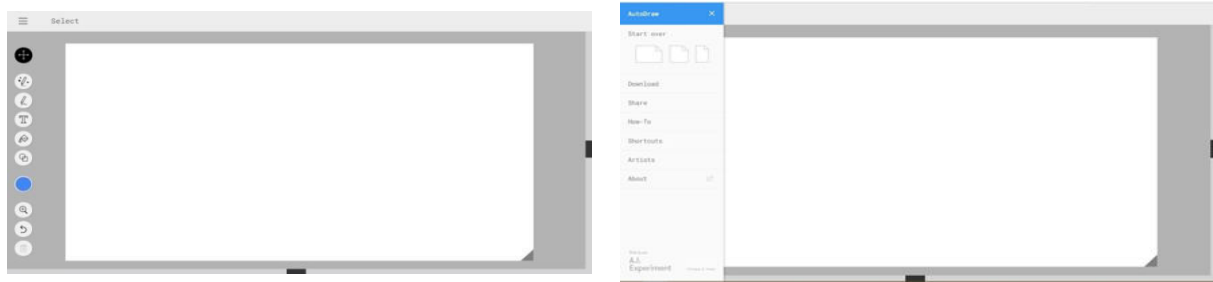 Select
AutoDraw
Start over
Download
Share
How-To
Shortcuts
Artists
About
A.I.
Experiment